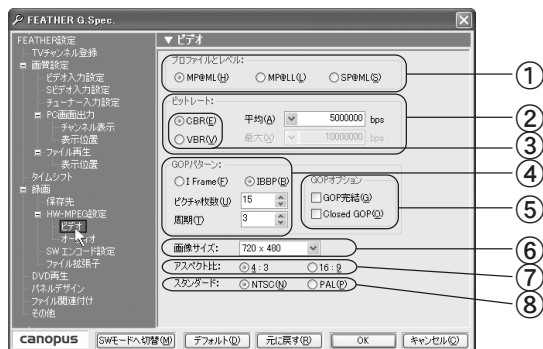 FEATHER G.Spec.
FEATHER設定
TVチャンネル登録
画質設定
ビデオ入力設定
Sビデオ入力設定
チューナー入力設定
PC画面出力
チャンネル表示
表示位置
ファイル再生
表示位置
タイムシフト
録画
保存先
HW-MPEG設定
ビデオ
オーディオ
SWエンコード設定
ファイル拡張子
DVD再生
パネルデザイン
ファイル関連付け
その他
▼ ビデオ
プロファイルとレベル:
MP@ML(H) MP@LL(L) SP@ML(S)
①
ビットレート:
CBR(E) 平均(A) 5000000 bps
②
VBR(V) 最大(X) 10000000 bps
③
GOPパターン:
I Frame(F) IBBP(B)
④
ピクチャ枚数(U) 15
周期(T) 3
GOPオプション
GOP完結(G)
Closed GOP(O)
⑤
画像サイズ: 720 x 480
⑥
アスペクト比: 4:3 16:9
⑦
スタンダード: NTSC(N) PAL(P)
⑧
canopus SWモードへ切替(M) デフォルト(D) 元に戻す(R) OK キャンセル(C)